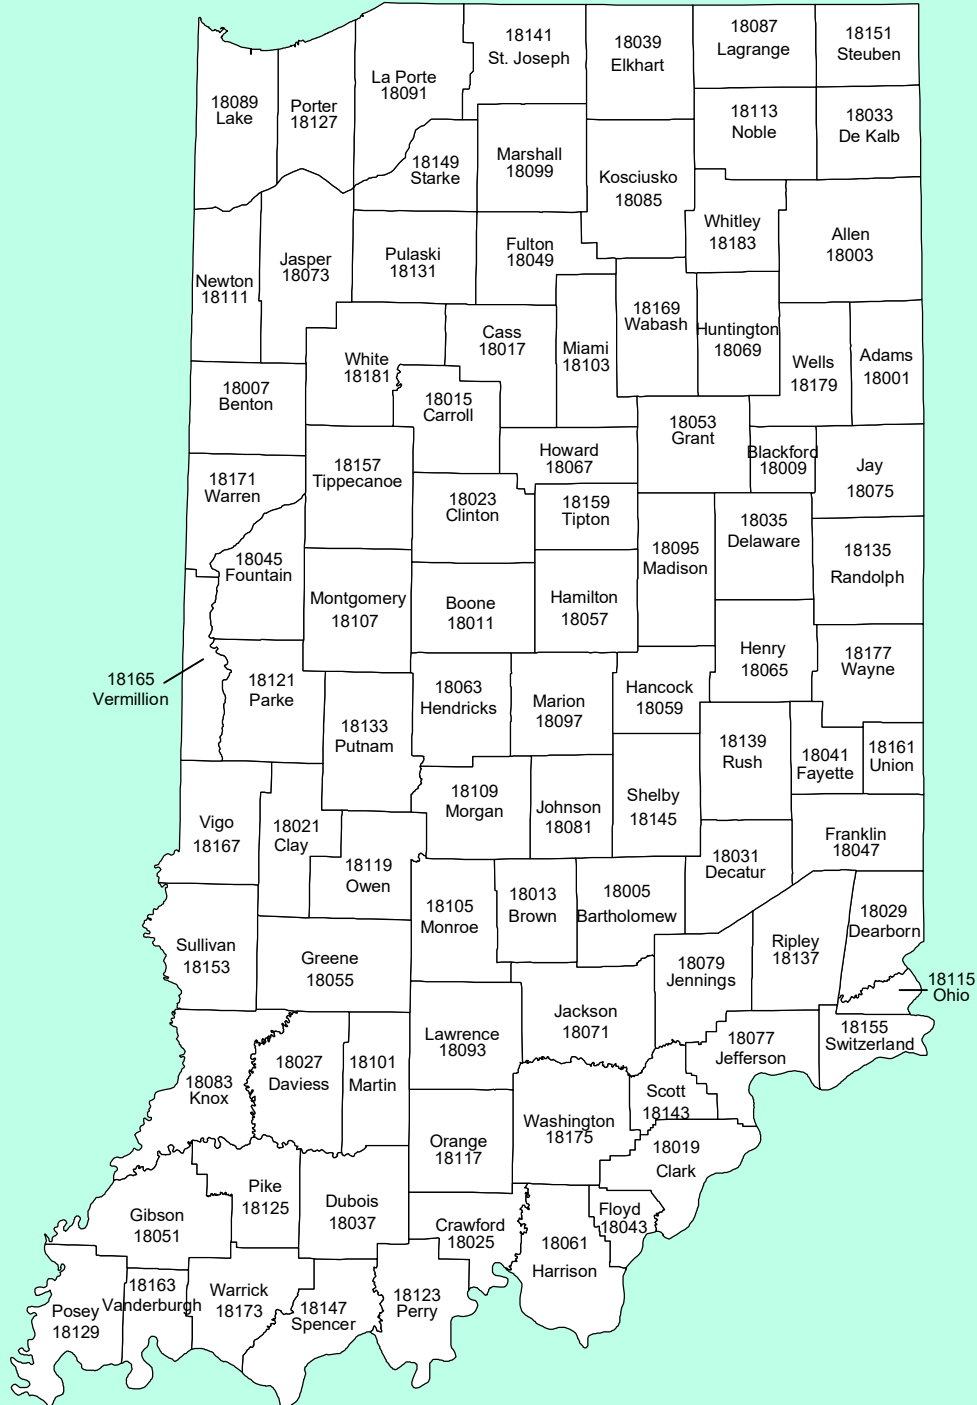 18141
St. Joseph
18039
Elkhart
18087
Lagrange
18151
Steuben
La Porte
18091
18089
Lake
Porter
18127
18113
Noble
18033
De Kalb
18149
Starke
Marshall
18099
Kosciusko
18085
Whitley
18183
Allen
18003
Newton
18111
Jasper
18073
Pulaski
18131
Fulton
18049
18169
Wabash
Huntington
18069
Cass
18017
Miami
18103
Wells
18179
Adams
18001
White
18181
18007
Benton
18015
Carroll
18053
Grant
Howard
18067
Blackford
18009
Jay
18075
18171
Warren
18157
Tippecanoe
18023
Clinton
18159
Tipton
18035
Delaware
18095
Madison
18135
Randolph
18045
Fountain
Montgomery
18107
Boone
18011
Hamilton
18057
Henry
18065
18177
Wayne
18165
Vermillion
18121
Parke
18133
Putnam
18063
Hendricks
Marion
18097
Hancock
18059
18139
Rush
18041
Fayette
18161
Union
Vigo
18167
18021
Clay
18109
Morgan
Johnson
18081
Shelby
18145
Franklin
18047
18119
Owen
18031
Decatur
18105
Monroe
18013
Brown
18005
Bartholomew
18029
Dearborn
Sullivan
18153
Greene
18055
18079
Jennings
Ripley
18137
18115
Ohio
Lawrence
18093
Jackson
18071
18077
Jefferson
18155
Switzerland
18083
Knox
18027
Daviess
18101
Martin
Scott
18143
Orange
18117
Washington
18175
18019
Clark
Gibson
18051
Pike
18125
Dubois
18037
Crawford
18025
18061
Harrison
Floyd
18043
Posey
18129
18163
Vanderburgh
Warrick
18173
18147
Spencer
18123
Perry